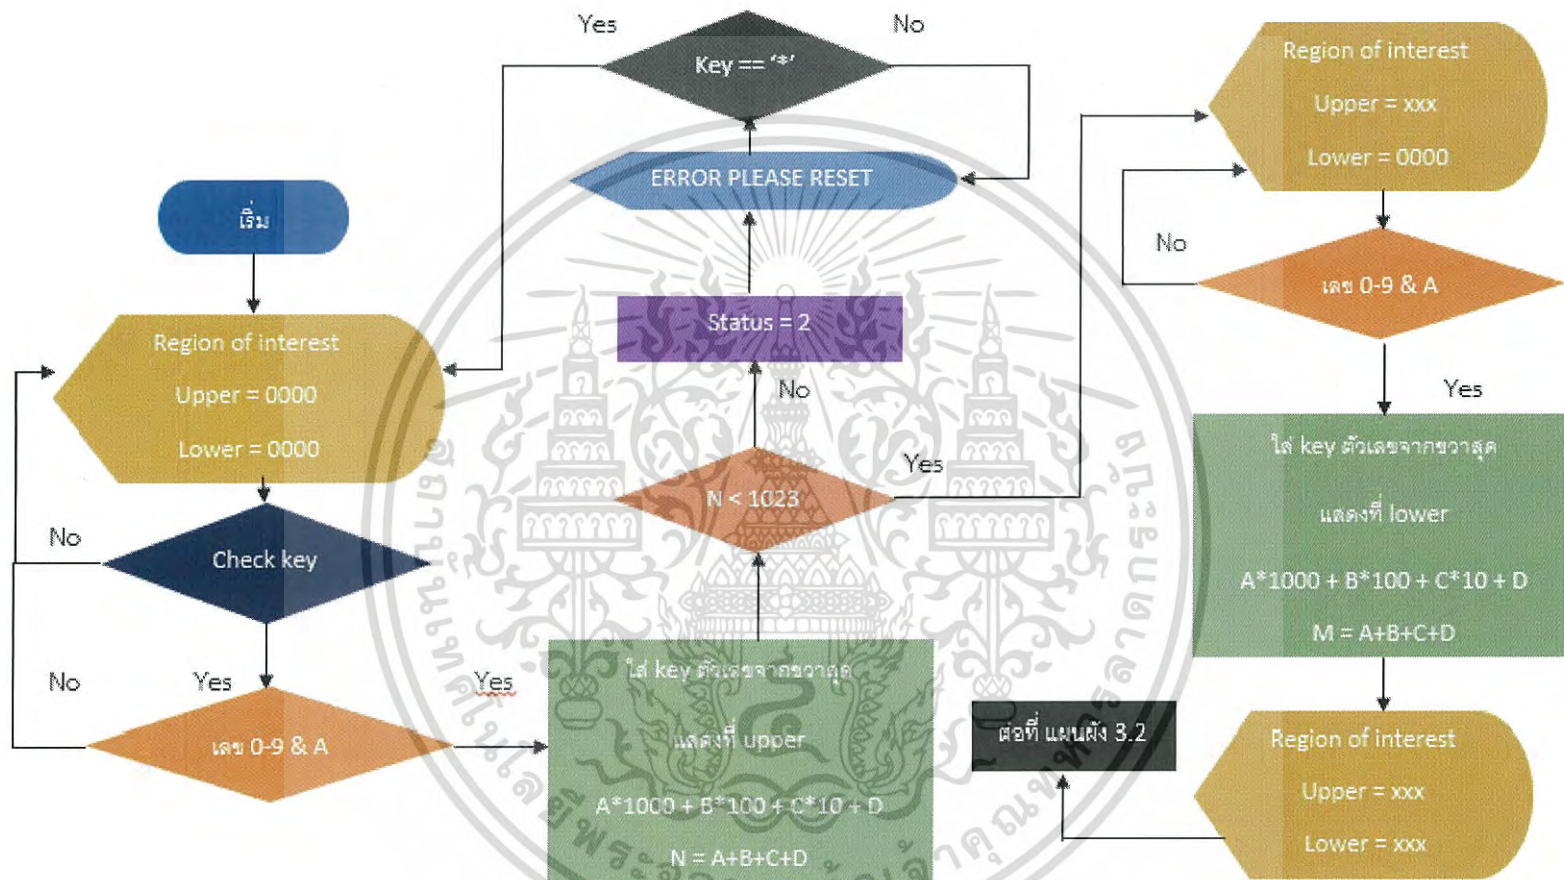 Yes
No
Key == '*'
ERROR PLEASE RESET
เริ่ม
Region of interest
Upper = 0000
Lower = 0000
No
Check key
No
Yes
เลข 0-9 & A
Yes
ใส่ key ตัวเลขจากขวาสุด
แสดงที่ upper
A*1000 + B*100 + C*10 + D
N = A+B+C+D
N < 1023
No
Status = 2
Yes
Region of interest
Upper = xxx
Lower = 0000
No
เลข 0-9 & A
Yes
ใส่ key ตัวเลขจากขวาสุด
แสดงที่ lower
A*1000 + B*100 + C*10 + D
M = A+B+C+D
Region of interest
Upper = xxx
Lower = xxx
ต่อที่ แผนผัง 3.2